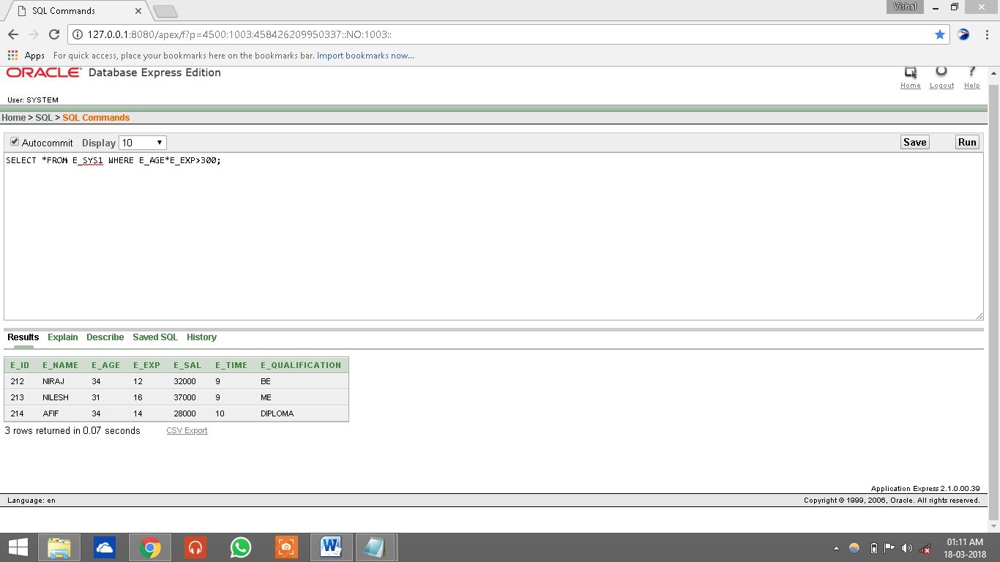 SQL Commands
Vishal
127.0.0.1:8080/apex/f?p=4500:1003:458426209950337::NO:1003::
Apps For quick access, place your bookmarks here on the bookmarks bar. Import bookmarks now...
ORACLE Database Express Edition
Home Logout Help
User: SYSTEM
Home > SQL > SQL Commands
Autocommit Display 10 Save Run
SELECT *FROM E_SYS1 WHERE E_AGE*E_EXP>300;
Results Explain Describe Saved SQL History
E_ID E_NAME E_AGE E_EXP E_SAL E_TIME E_QUALIFICATION
212 NIRAJ 34 12 32000 9 BE
213 NILESH 31 16 37000 9 ME
214 AFIF 34 14 28000 10 DIPLOMA
3 rows returned in 0.07 seconds CSV Export
Application Express 2.1.0.00.39
Language: en Copyright © 1999, 2006, Oracle. All rights reserved.
01:11 AM
18-03-2018